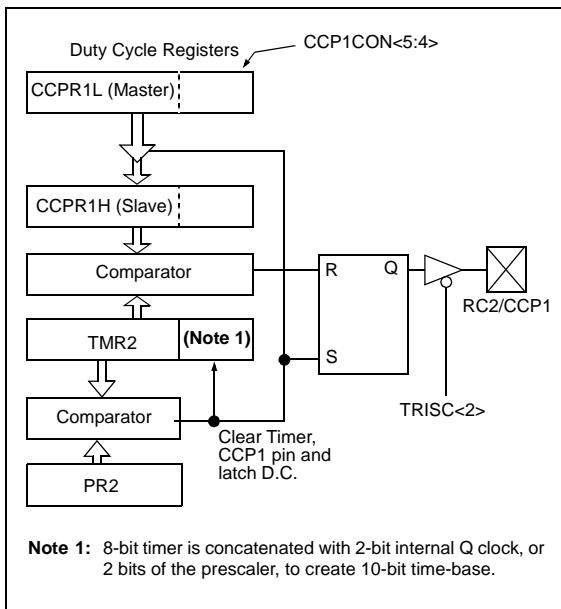 Duty Cycle Registers
CCP1CON<5:4>
CCPR1L (Master)
CCPR1H (Slave)
Comparator
R
Q
RC2/CCP1
TMR2
(Note 1)
S
TRISC<2>
Comparator
Clear Timer,
CCP1 pin and
latch D.C.
PR2
Note 1: 8-bit timer is concatenated with 2-bit internal Q clock, or
2 bits of the prescaler, to create 10-bit time-base.